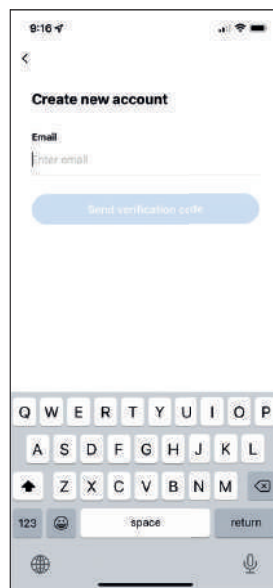 9:16
Create new account
Email
Enter email
Send verification code
Q W E R T Y U I O P
A S D F G H J K L
Z X C V B N M
123 space return